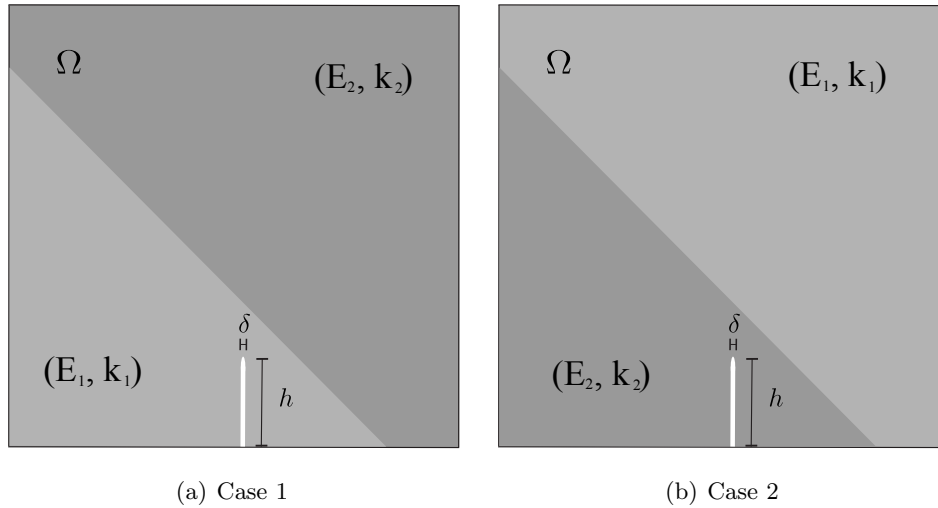 Ω
(E₂, k₂)
δ
H
(E₁, k₁)
h
(a) Case 1
Ω
(E₁, k₁)
δ
H
(E₂, k₂)
h
(b) Case 2